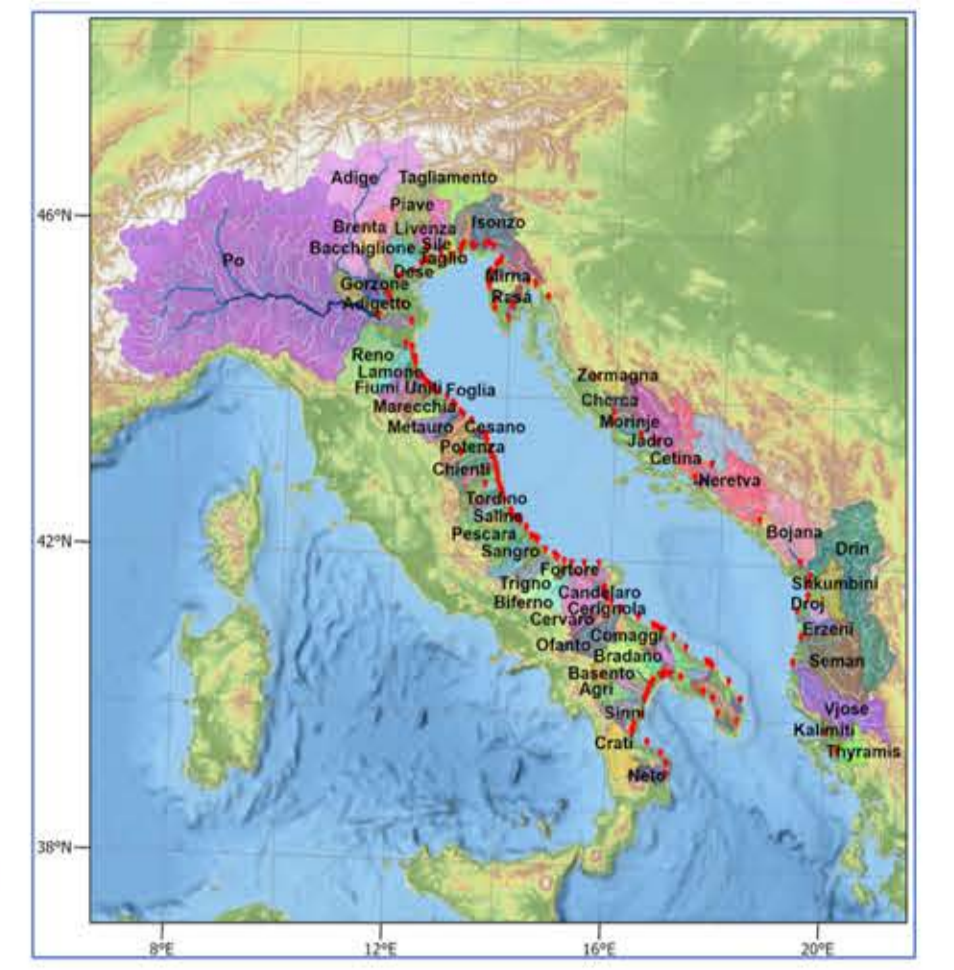 Adige Tagliamento
Piave
46°N
Isonzo
Brenta Livenza
Bacchiglione Sile
Taglio
Po
Dese
Mirna
Gorzone
Rasa
Adigetto
Reno
Lamone
Zermagna
Fiumi Uniti Foglia
Cherca
Marecchia
Morinje
Metauro Cesano
Jadro
Potenza
Cetina
Chienti
Neretva
Tordino
Saline
Pescara
Bojana
42°N
Sangro
Drin
Fortore
Trigno
Shkumbini
Candelaro
Biferno
Droj
Cerignola
Cervaro
Erzeni
Comaggi
Ofanto
Bradano
Seman
Basento
Agri
Vjose
Sinni
Kalimiti
Crati
Thyramis
Neto
38°N
8°E 12°E 16°E 20°E